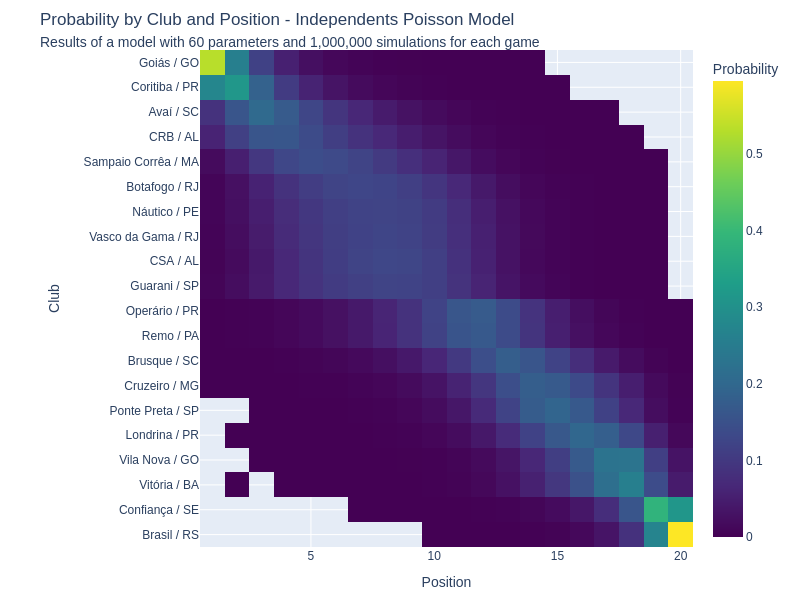 Probability by Club and Position - Independents Poisson Model
Results of a model with 60 parameters and 1,000,000 simulations for each game
Probability
Goiás / GO
Coritiba / PR
Avaí / SC
CRB / AL
Sampaio Corrêa / MA
Botafogo / RJ
Náutico / PE
Vasco da Gama / RJ
CSA / AL
Guarani / SP
Operário / PR
Remo / PA
Brusque / SC
Cruzeiro / MG
Ponte Preta / SP
Londrina / PR
Vila Nova / GO
Vitória / BA
Confiança / SE
Brasil / RS
Club
5 10 15 20
Position
0.5
0.4
0.3
0.2
0.1
0